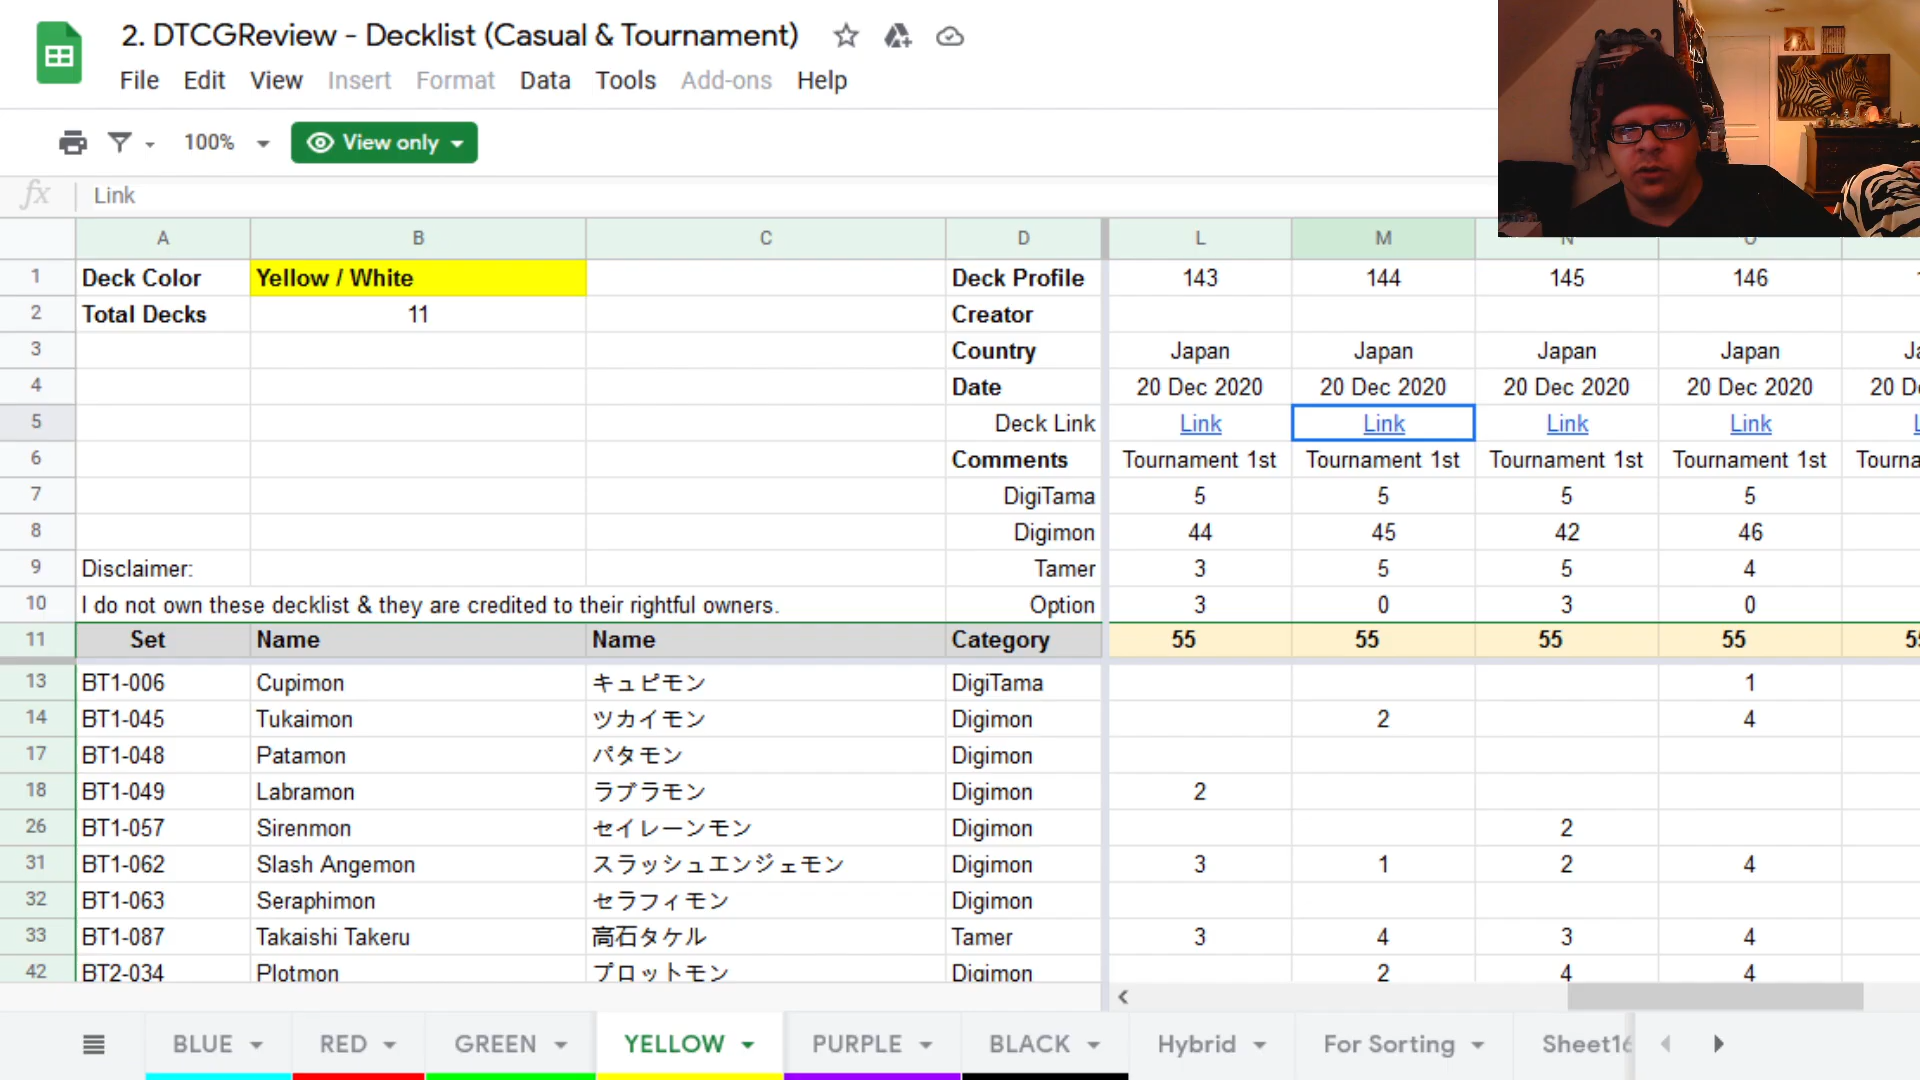 2. DTCGReview - Decklist (Casual & Tournament)
File Edit View Insert Format Data Tools Add-ons Help
100% View only
fx Link
A B C D L M
1 Deck Color Yellow / White Deck Profile 143 144 145 146
2 Total Decks 11 Creator
3 Country Japan Japan Japan Japan
4 Date 20 Dec 2020 20 Dec 2020 20 Dec 2020 20 Dec 2020
5 Deck Link Link Link Link Link
6 Comments Tournament 1st Tournament 1st Tournament 1st Tournament 1st
7 DigiTama 5 5 5 5
8 Digimon 44 45 42 46
9 Disclaimer: Tamer 3 5 5 4
10 I do not own these decklist & they are credited to their rightful owners. Option 3 0 3 0
11 Set Name Name Category 55 55 55 55
13 BT1-006 Cupimon キュピモン DigiTama 1
14 BT1-045 Tukaimon ツカイモン Digimon 2 4
17 BT1-048 Patamon パタモン Digimon
18 BT1-049 Labramon ラブラモン Digimon 2
26 BT1-057 Sirenmon セイレーンモン Digimon 2
31 BT1-062 Slash Angemon スラッシュエンジェモン Digimon 3 1 2 4
32 BT1-063 Seraphimon セラフィモン Digimon
33 BT1-087 Takaishi Takeru 高石タケル Tamer 3 4 3 4
42 BT2-034 Plotmon プロットモン Digimon 2 4 4
BLUE RED GREEN YELLOW PURPLE BLACK Hybrid For Sorting Sheet16